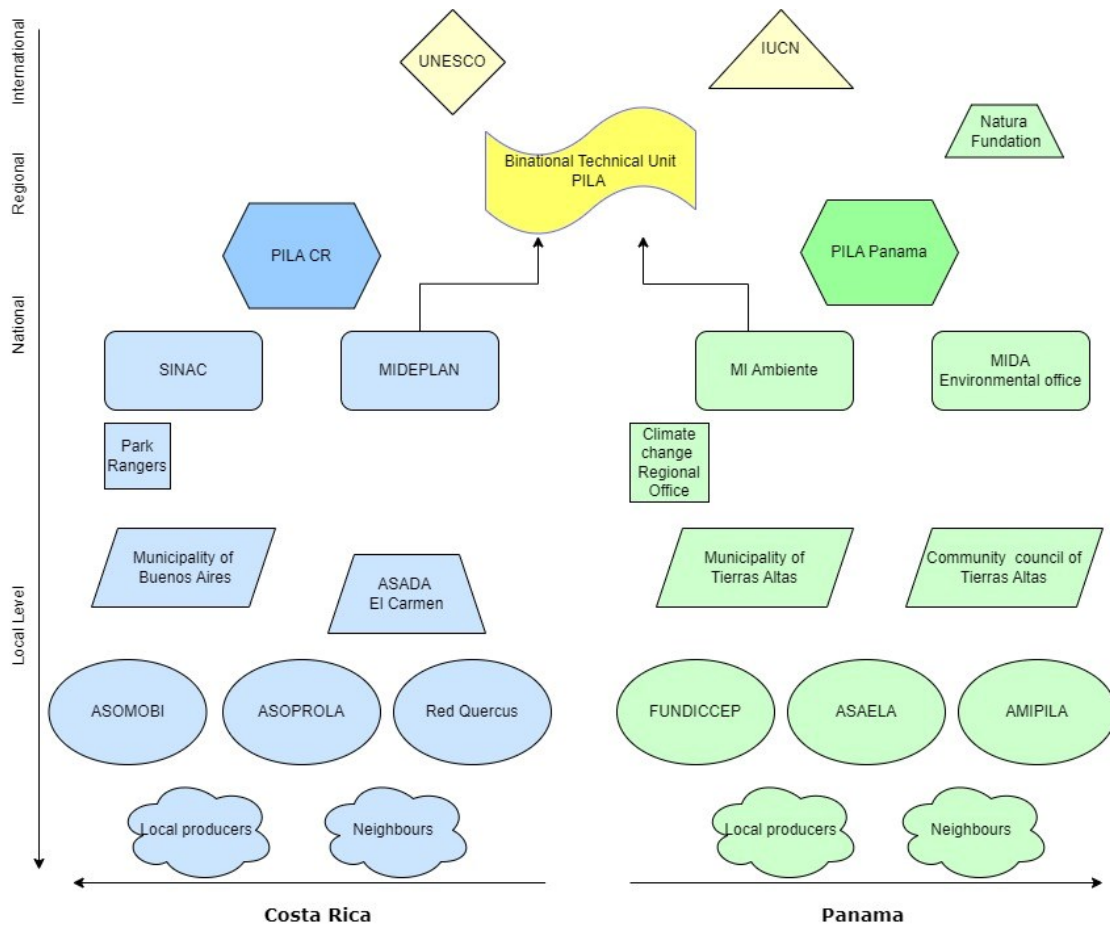 International
UNESCO
IUCN
Natura
Fundation
Regional
Binational Technical Unit
PILA
PILA CR
PILA Panama
National
SINAC
MIDEPLAN
MI Ambiente
MIDA
Environmental office
Park
Rangers
Climate
change
Regional
Office
Local Level
Municipality of
Buenos Aires
ASADA
El Carmen
Municipality of
Tierras Altas
Community council of
Tierras Altas
ASOMOBI
ASOPROLA
Red Quercus
FUNDICCEP
ASAELA
AMIPILA
Local producers
Neighbours
Local producers
Neighbours
Costa Rica
Panama